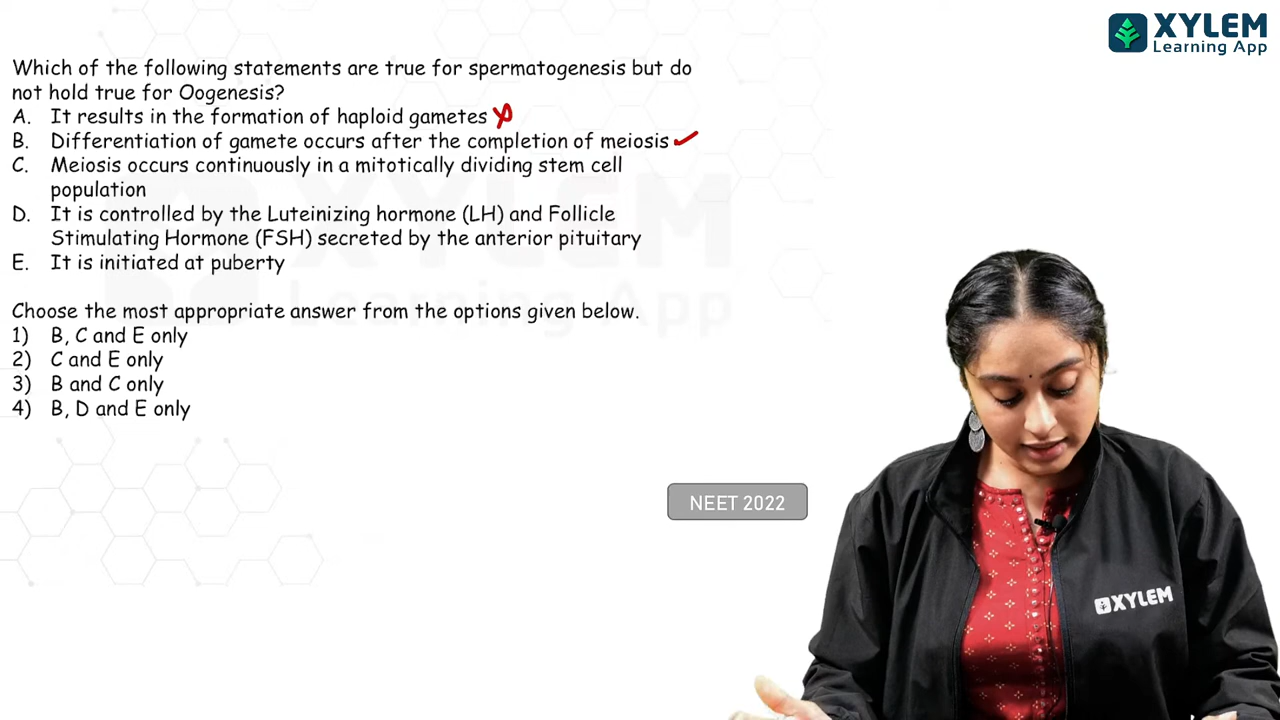 XYLEM
Learning App
Which of the following statements are true for spermatogenesis but do
not hold true for Oogenesis?
A. It results in the formation of haploid gametes
B. Differentiation of gamete occurs after the completion of meiosis
C. Meiosis occurs continuously in a mitotically dividing stem cell
population
D. It is controlled by the Luteinizing hormone (LH) and Follicle
Stimulating Hormone (FSH) secreted by the anterior pituitary
E. It is initiated at puberty
XYLEM
Learning App
Choose the most appropriate answer from the options given below.
1) B, C and E only
2) C and E only
3) B and C only
4) B, D and E only
NEET 2022
XYLEM